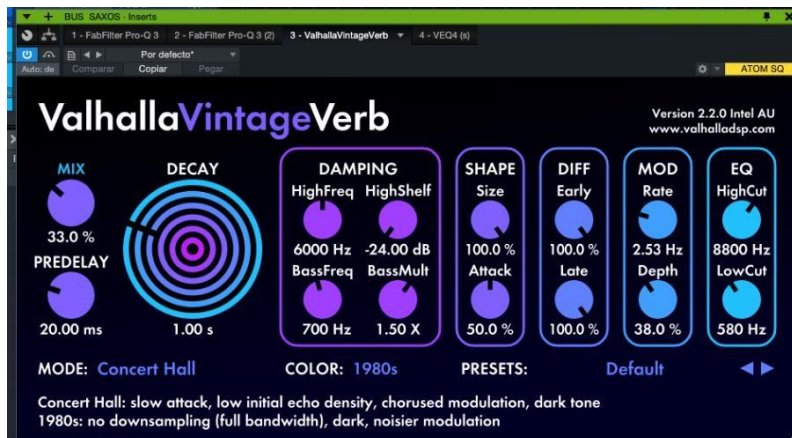 BUS SAXOS - Inserts
1 - FabFilter Pro-Q 3 2 - FabFilter Pro-Q 3 (2) 3 - ValhallaVintageVerb 4 - VEQ4 (s)
Por defecto*
Auto: de Comparar Copiar Pegar ATOM SQ
ValhallaVintageVerb
Version 2.2.0 Intel AU
www.valhalladsp.com
MIX DECAY DAMPING SHAPE DIFF MOD EQ
HighFreq HighShelf Size Early Rate HighCut
33.0 % 6000 Hz -24.00 dB 100.0 % 100.0 % 2.53 Hz 8800 Hz
PREDELAY BassFreq BassMult Attack Late Depth LowCut
20.00 ms 1.00 s 700 Hz 1.50 X 50.0 % 100.0 % 38.0 % 580 Hz
MODE: Concert Hall COLOR: 1980s PRESETS: Default
Concert Hall: slow attack, low initial echo density, chorused modulation, dark tone
1980s: no downsampling (full bandwidth), dark, noisier modulation